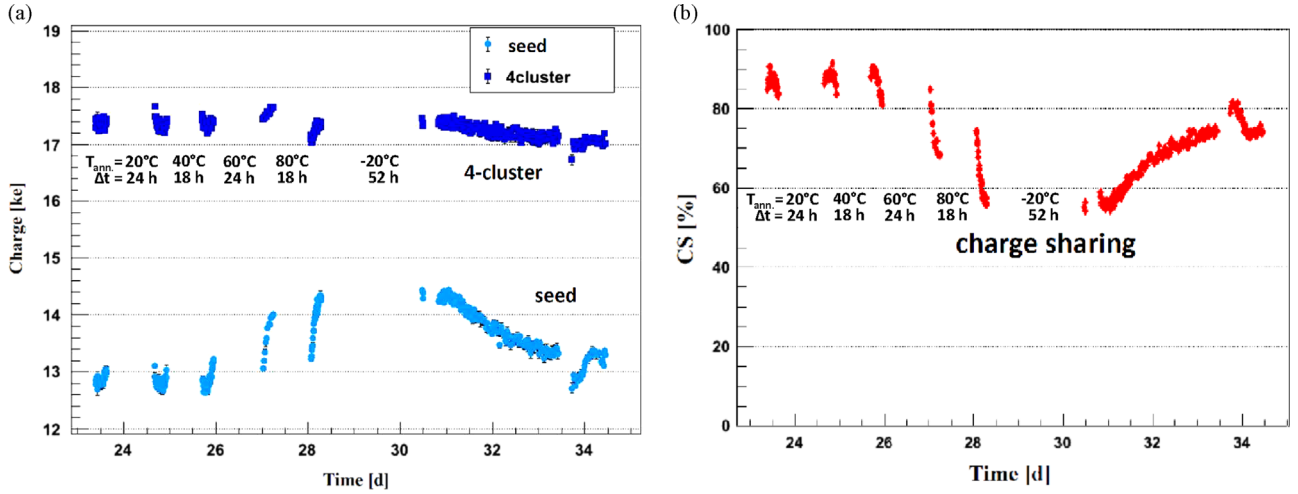 (a)
19
18
17
16
15
14
13
12
Charge [ke]
seed
4cluster
T_ann.= 20°C 40°C 60°C 80°C -20°C
Δt = 24 h 18 h 24 h 18 h 52 h
4-cluster
seed
24 26 28 30 32 34
Time [d]
(b)
100
80
60
40
20
0
CS [%]
T_ann.= 20°C 40°C 60°C 80°C -20°C
Δt = 24 h 18 h 24 h 18 h 52 h
charge sharing
24 26 28 30 32 34
Time [d]